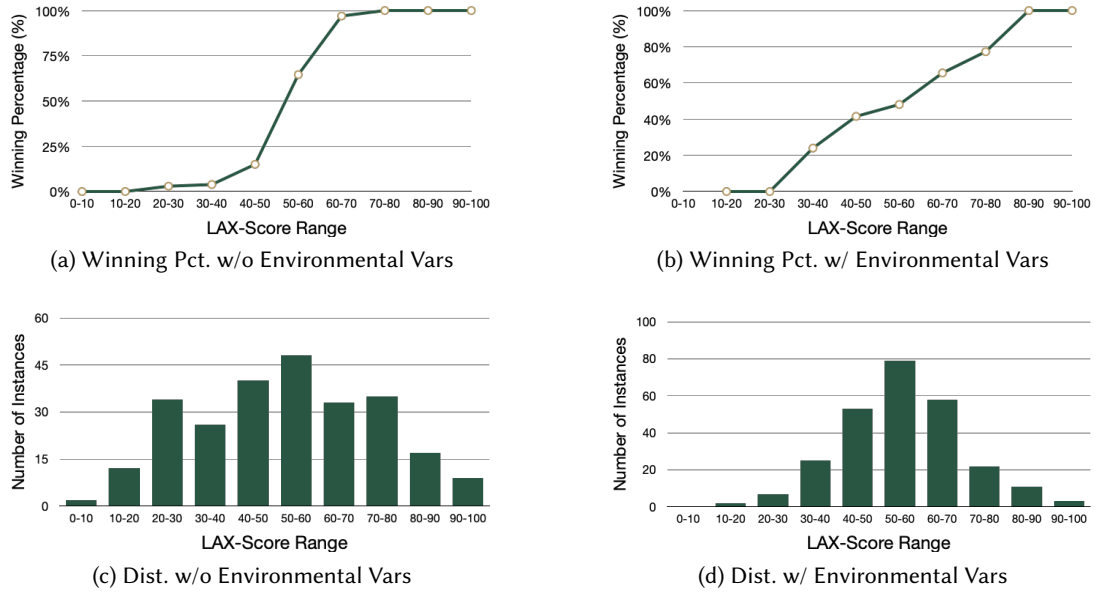 Winning Percentage (%)
100%
75%
50%
25%
0%
0-10 10-20 20-30 30-40 40-50 50-60 60-70 70-80 80-90 90-100
LAX-Score Range
(a) Winning Pct. w/o Environmental Vars
Winning Percentage (%)
100%
80%
60%
40%
20%
0%
0-10 10-20 20-30 30-40 40-50 50-60 60-70 70-80 80-90 90-100
LAX-Score Range
(b) Winning Pct. w/ Environmental Vars
Number of Instances
60
45
30
15
0
0-10 10-20 20-30 30-40 40-50 50-60 60-70 70-80 80-90 90-100
LAX-Score Range
(c) Dist. w/o Environmental Vars
Number of Instances
100
80
60
40
20
0
0-10 10-20 20-30 30-40 40-50 50-60 60-70 70-80 80-90 90-100
LAX-Score Range
(d) Dist. w/ Environmental Vars